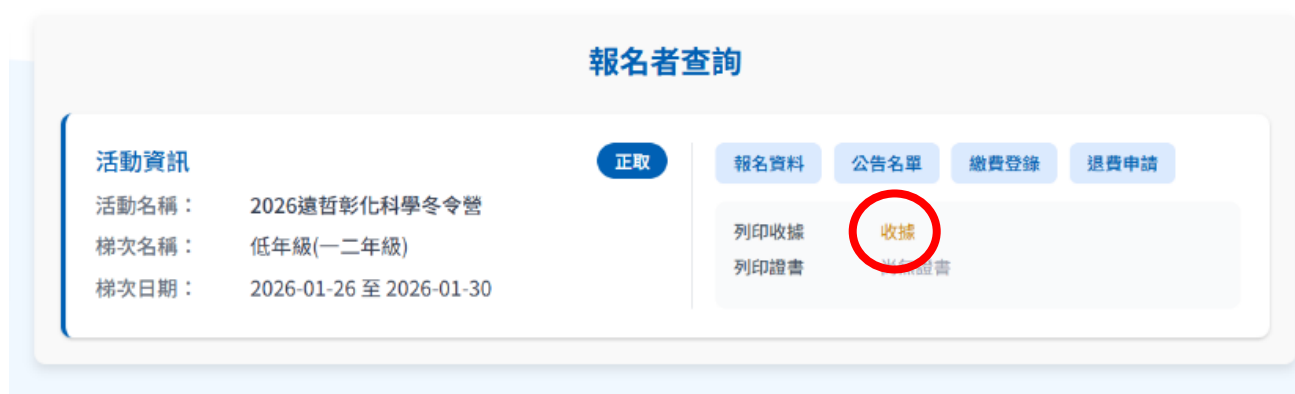 報名者查詢
活動資訊
正取
活動名稱： 2026遠哲彰化科學冬令營
梯次名稱： 低年級(一二年級)
梯次日期： 2026-01-26 至 2026-01-30
報名資料 公告名單 繳費登錄 退費申請
列印收據 收據
列印證書 尚無證書